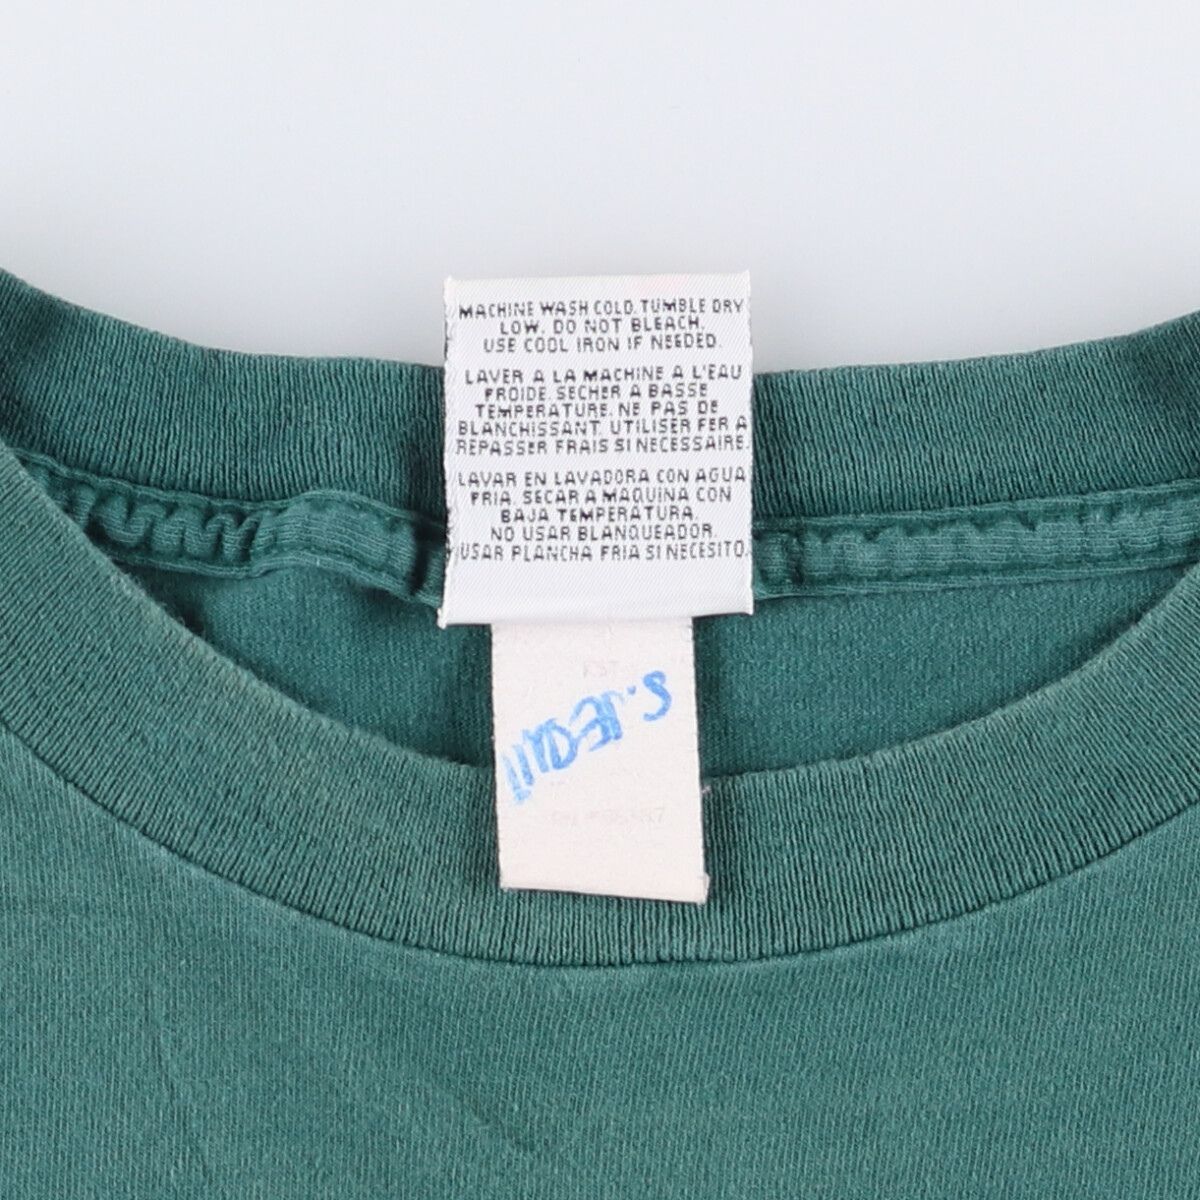 MACHINE WASH COLD. TUMBLE DRY
LOW. DO NOT BLEACH.
USE COOL IRON IF NEEDED.
LAVER A LA MACHINE A L'EAU
FROIDE. SECHER A BASSE
TEMPERATURE. NE PAS DE
BLANCHISSANT. UTILISER FER A
REPASSER FRAIS SI NECESSAIRE.
LAVAR EN LAVADORA CON AGUA
FRIA. SECAR A MAQUINA CON
BAJA TEMPERATURA.
NO USAR BLANQUEADOR.
USAR PLANCHA FRIA SI NECESITO.